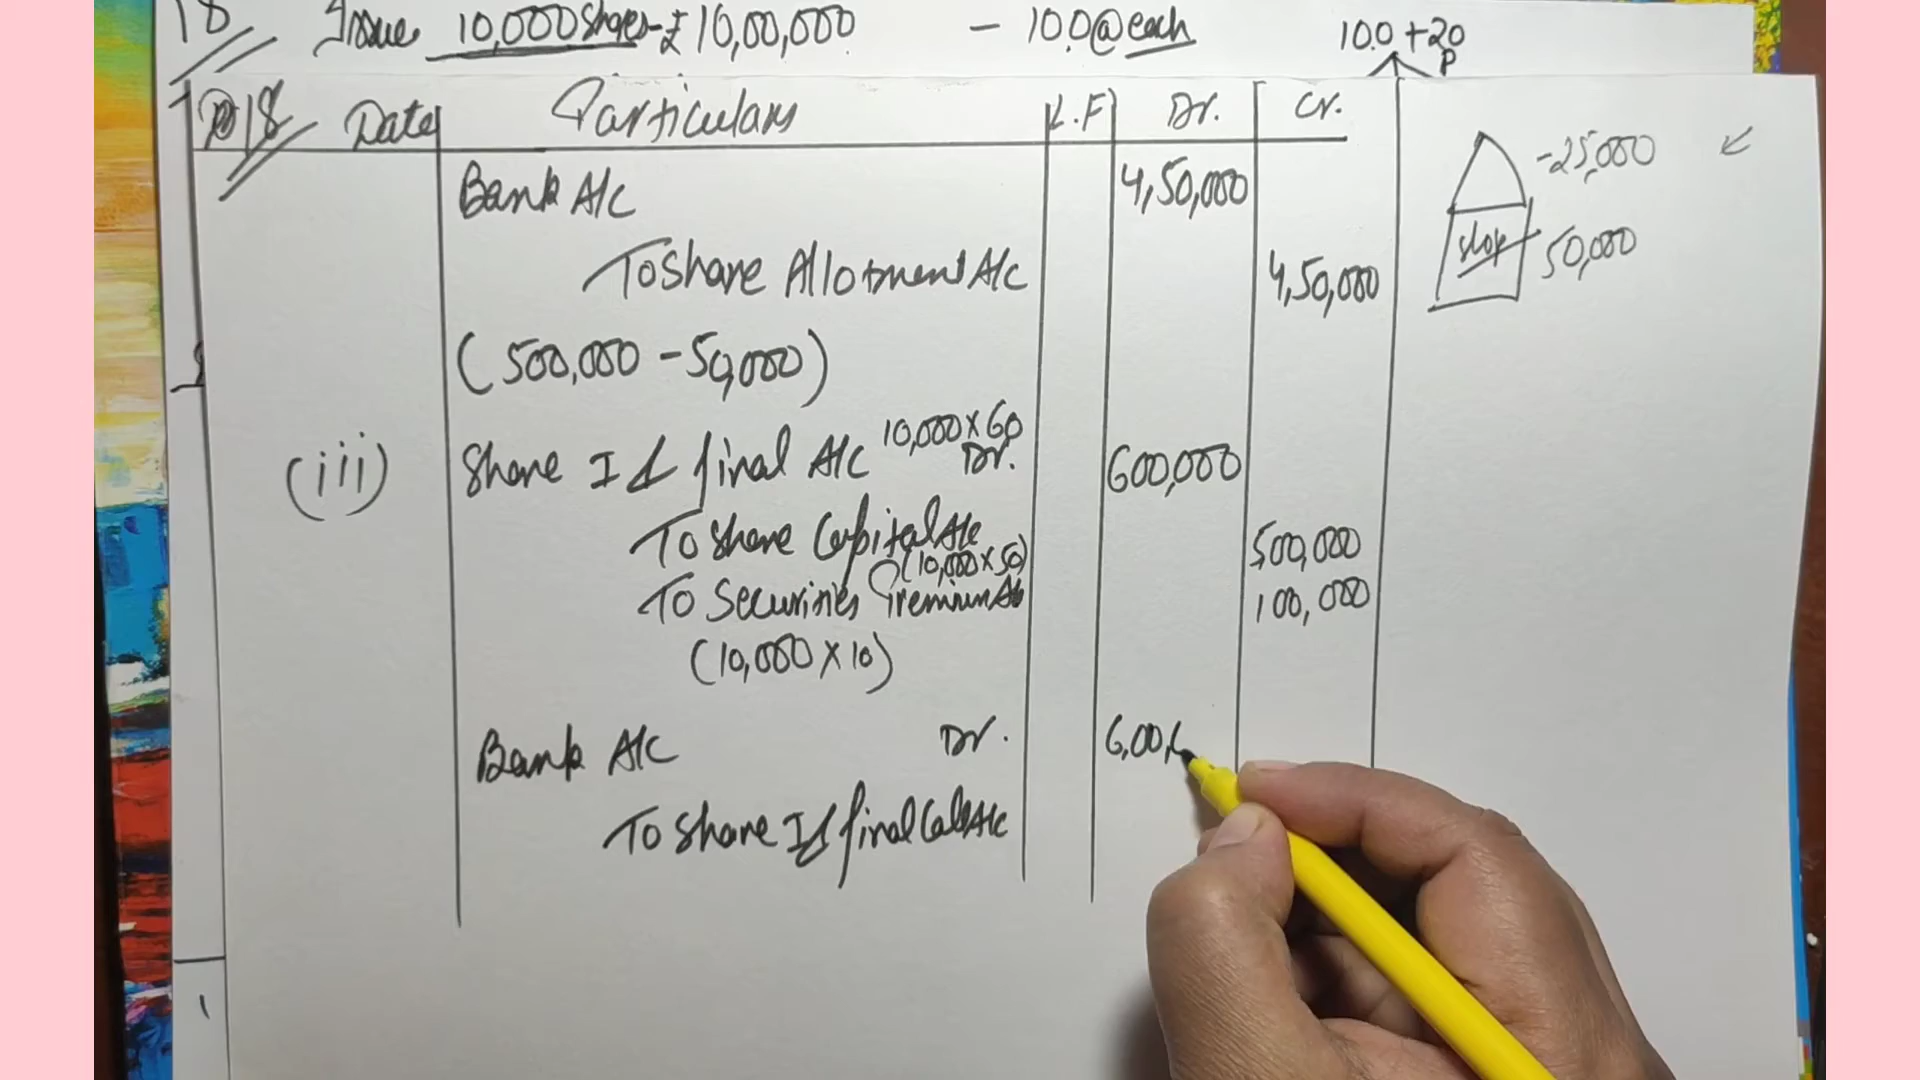 18 Issue 10,000 shares - ₹ 10,00,000 - 100@each 100+20
P
18 Date Particulars L.F Dr. Cr.
Bank A/c 4,50,000
To Share Allotment A/c 4,50,000
(500,000 - 50,000)
(iii) Share I & final A/c 10,000 x 60 Dr. 600,000
To Share Capital A/c 500,000
(10,000 x 50)
To Securities Premium A/c 100,000
(10,000 x 10)
Bank A/c Dr. 6,00,
To Share I & final Call A/c
- 25,000
shop 50,000